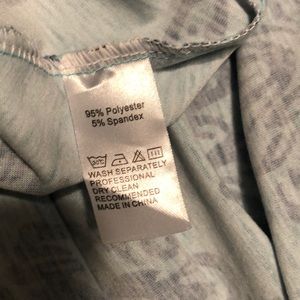 95% Polyester
5% Spandex
WASH SEPARATELY
PROFESSIONAL
DRY CLEAN
RECOMMENDED
MADE IN CHINA